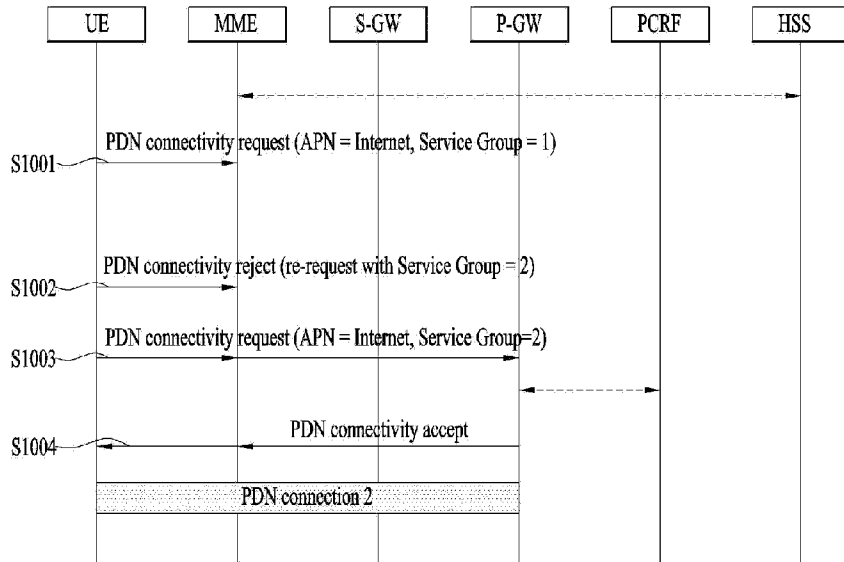 UE MME S-GW P-GW PCRF HSS
PDN connectivity request (APN = Internet, Service Group = 1)
S1001
PDN connectivity reject (re-request with Service Group = 2)
S1002
PDN connectivity request (APN = Internet, Service Group=2)
S1003
PDN connectivity accept
S1004
PDN connection 2